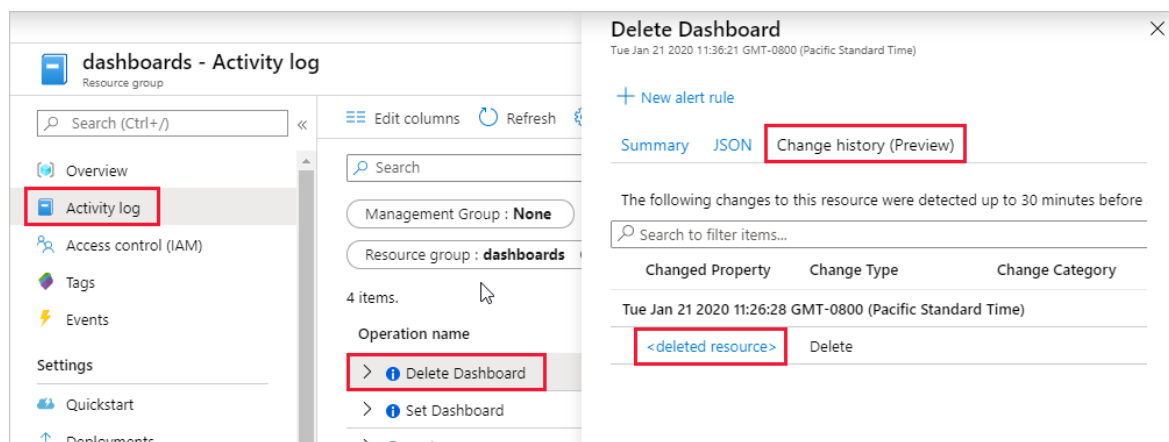 dashboards - Activity log
Resource group
Search (Ctrl+/)
«
Overview
Activity log
Access control (IAM)
Tags
Events
Settings
Quickstart
Deployments
Edit columns
Refresh
Search
Management Group : None
Resource group : dashboards
4 items.
Operation name
Delete Dashboard
Set Dashboard
Delete Dashboard
Tue Jan 21 2020 11:36:21 GMT-0800 (Pacific Standard Time)
New alert rule
Summary JSON Change history (Preview)
The following changes to this resource were detected up to 30 minutes before
Search to filter items...
Changed Property Change Type Change Category
Tue Jan 21 2020 11:26:28 GMT-0800 (Pacific Standard Time)
<deleted resource> Delete